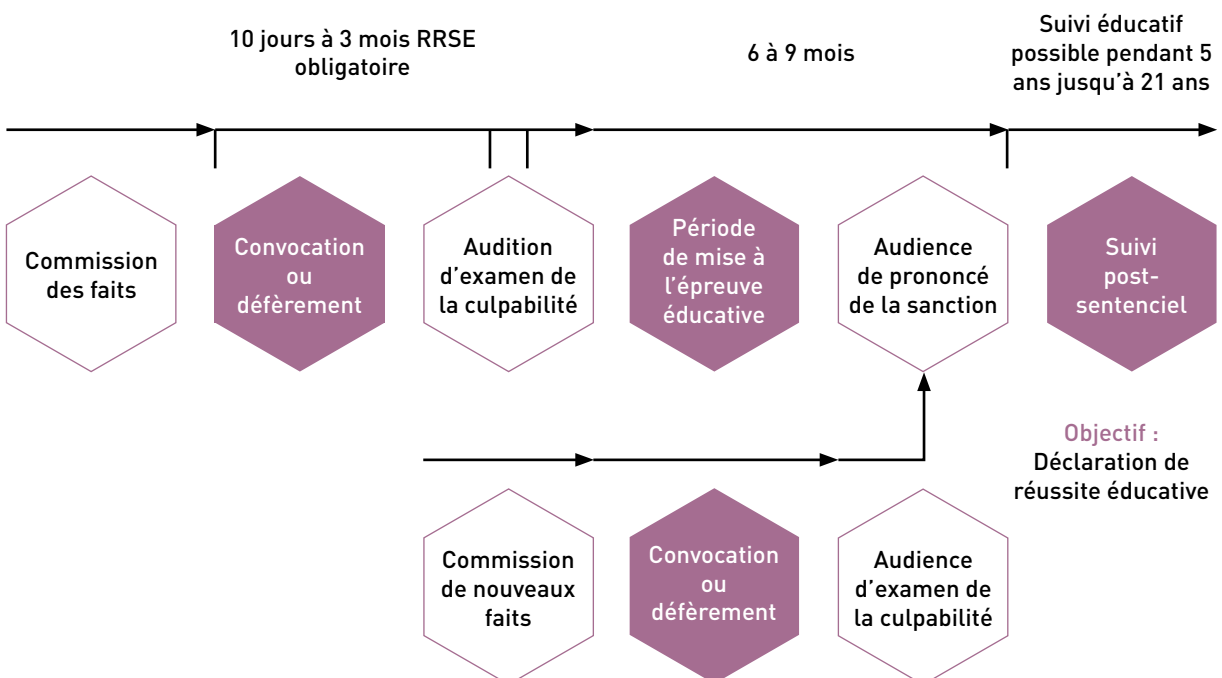 10 jours à 3 mois RRSE
obligatoire
6 à 9 mois
Suivi éducatif
possible pendant 5
ans jusqu'à 21 ans
Commission
des faits
Convocation
ou
défèrement
Audition
d'examen de
la culpabilité
Période
de mise à
l'épreuve
éducative
Audience
de prononcé
de la sanction
Suivi
post-
sentenciel
Objectif :
Déclaration de
réussite éducative
Commission
de nouveaux
faits
Convocation
ou
défèrement
Audience
d'examen de
la culpabilité